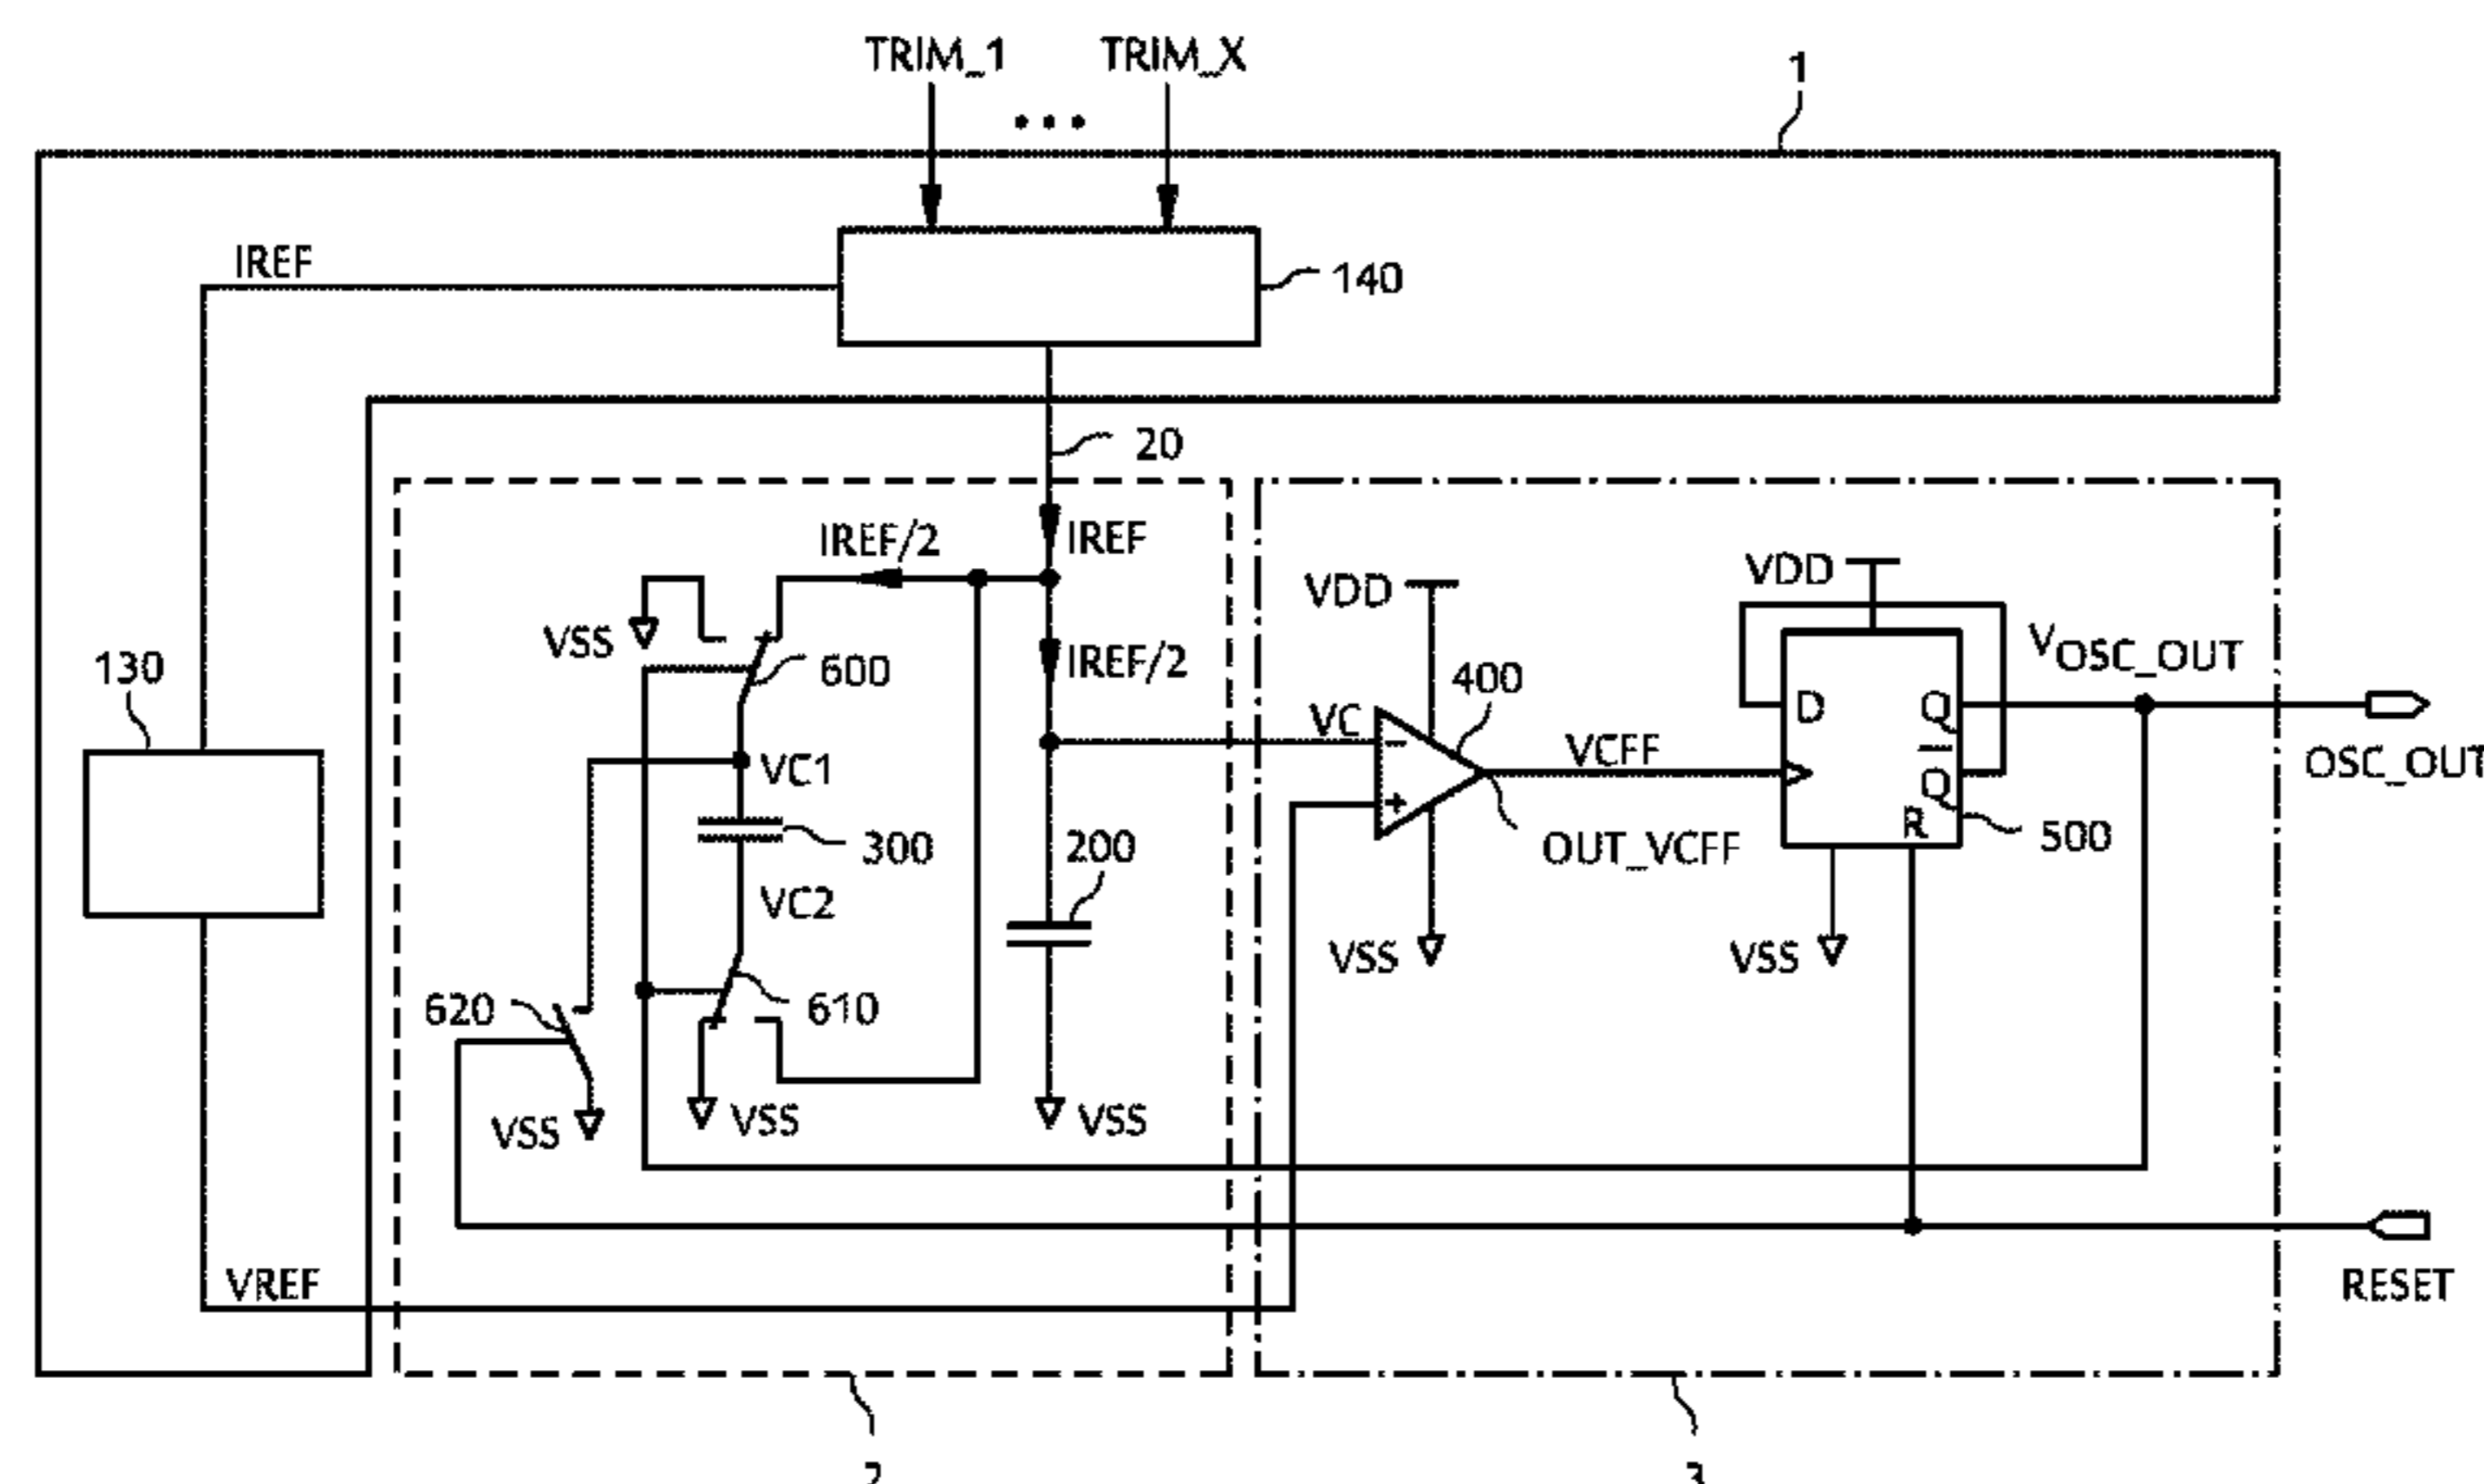 TRIM_1
TRIM_X
1
IREF
140
20
IREF/2
IREF
VDD
VDD
VSS
600
IREF/2
VOSC_OUT
130
400
D
Q
VC
VC1
VCFF
Q
OSC_OUT
300
200
OUT_VCFF
R
500
VC2
VSS
VSS
620
610
VSS
VSS
VSS
VREF
RESET
2
3